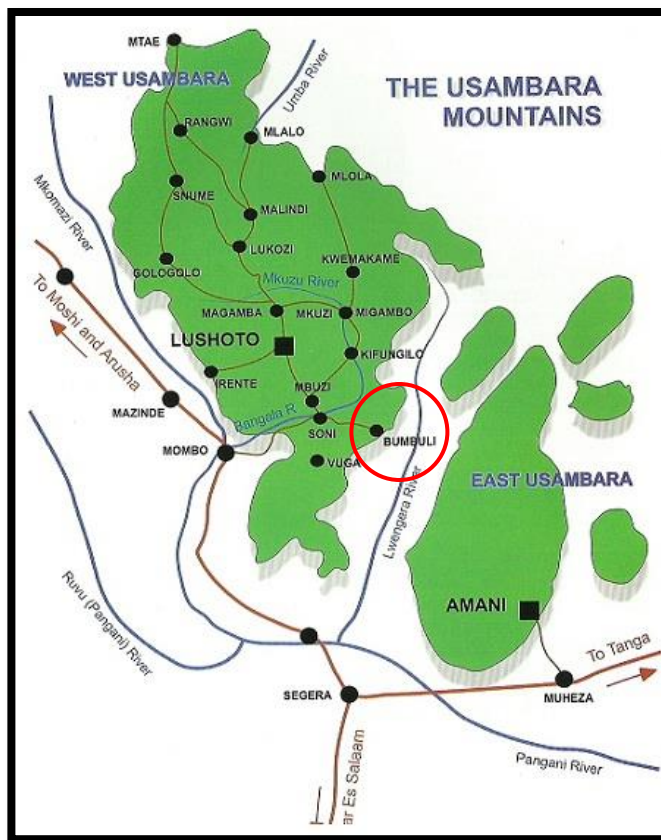 MTAE
WEST USAMBARA
Umba River
THE USAMBARA
MOUNTAINS
RANGWI
MLALO
Mkomazi River
SNUME
MLOLA
MALINDI
LUKOZI
GOLOGOLO
KWEMAKAME
Mkuzu River
To Moshi and Arusha
MAGAMBA
MKUZI
MIGAMBO
LUSHOTO
KIFUNGILO
IRENTE
MBUZI
MAZINDE
Bangala R
SONI
BUMBULI
MOMBO
VUGA
EAST USAMBARA
Lwengera River
Ruvu (Pangani) River
AMANI
To Tanga
SEGERA
MUHEZA
ar Es Salaam
Pangani River